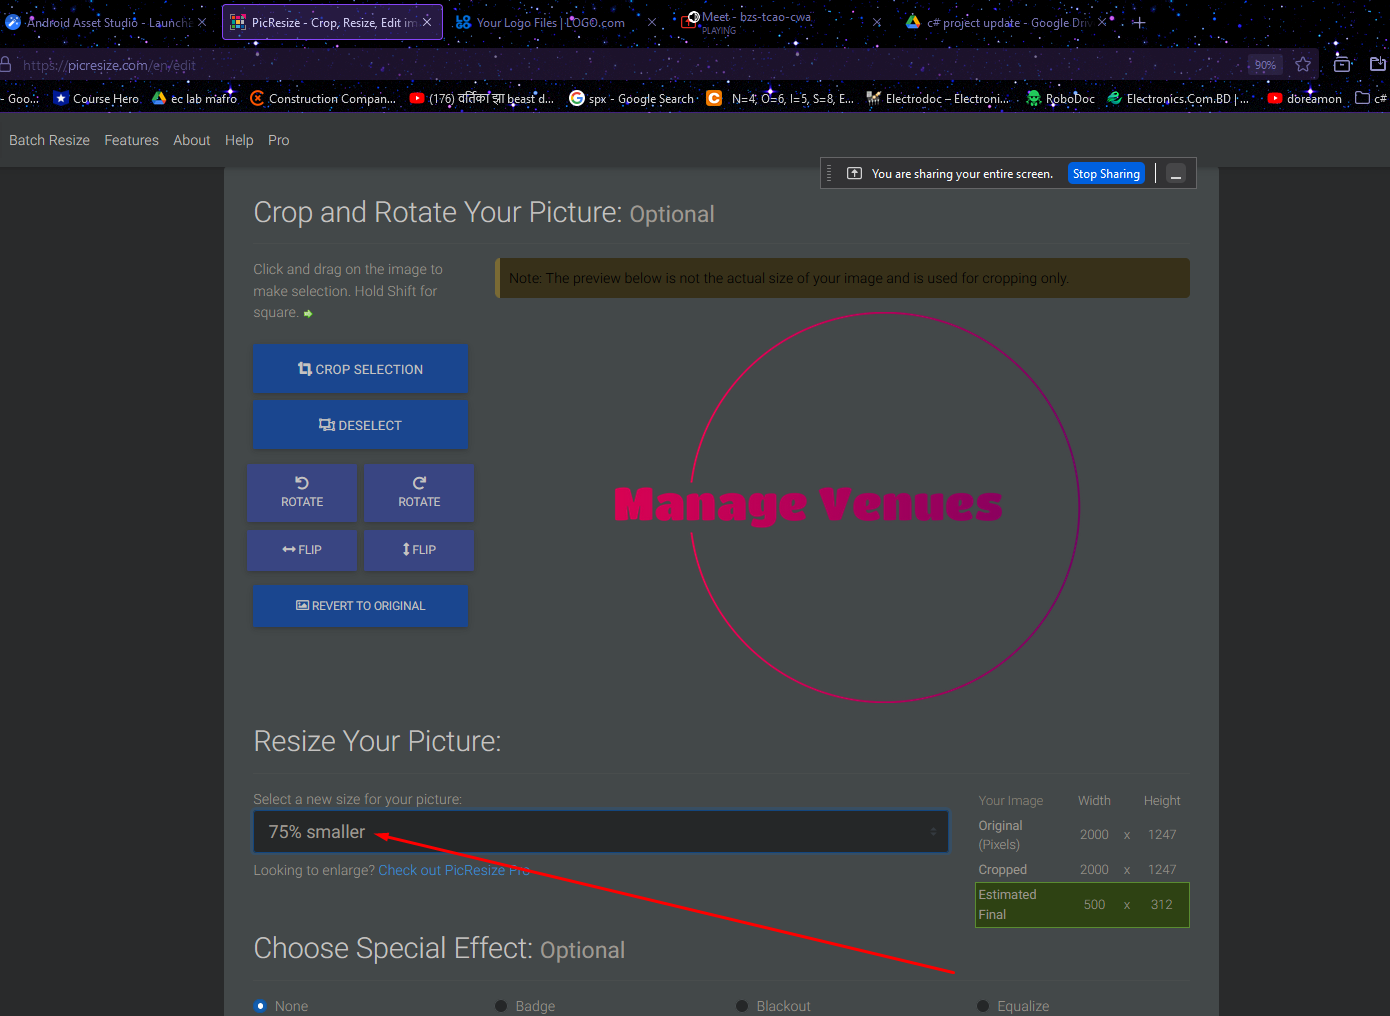 Android Asset Studio - Launch
PicResize - Crop, Resize, Edit im
Your Logo Files | LOGO.com
Meet - bzs-tcao-cwa
PLAYING
c# project update - Google Driv
https://picresize.com/en/edit
90%
- Goo...
Course Hero
ec lab mafro
Construction Compan...
(176) वर्तिका झा beast d...
spx - Google Search
N=4, O=6, I=5, S=8, E...
Electrodoc – Electroni...
RoboDoc
Electronics.Com.BD | ...
doreamon
c#
Batch Resize Features About Help Pro
You are sharing your entire screen. Stop Sharing
Crop and Rotate Your Picture: Optional
Click and drag on the image to
make selection. Hold Shift for
square.
Note: The preview below is not the actual size of your image and is used for cropping only.
CROP SELECTION
DESELECT
ROTATE ROTATE
FLIP FLIP
REVERT TO ORIGINAL
Manage Venues
Resize Your Picture:
Select a new size for your picture:
75% smaller
Looking to enlarge? Check out PicResize Pro
Your Image Width Height
Original
(Pixels) 2000 x 1247
Cropped 2000 x 1247
Estimated
Final 500 x 312
Choose Special Effect: Optional
None Badge Blackout Equalize